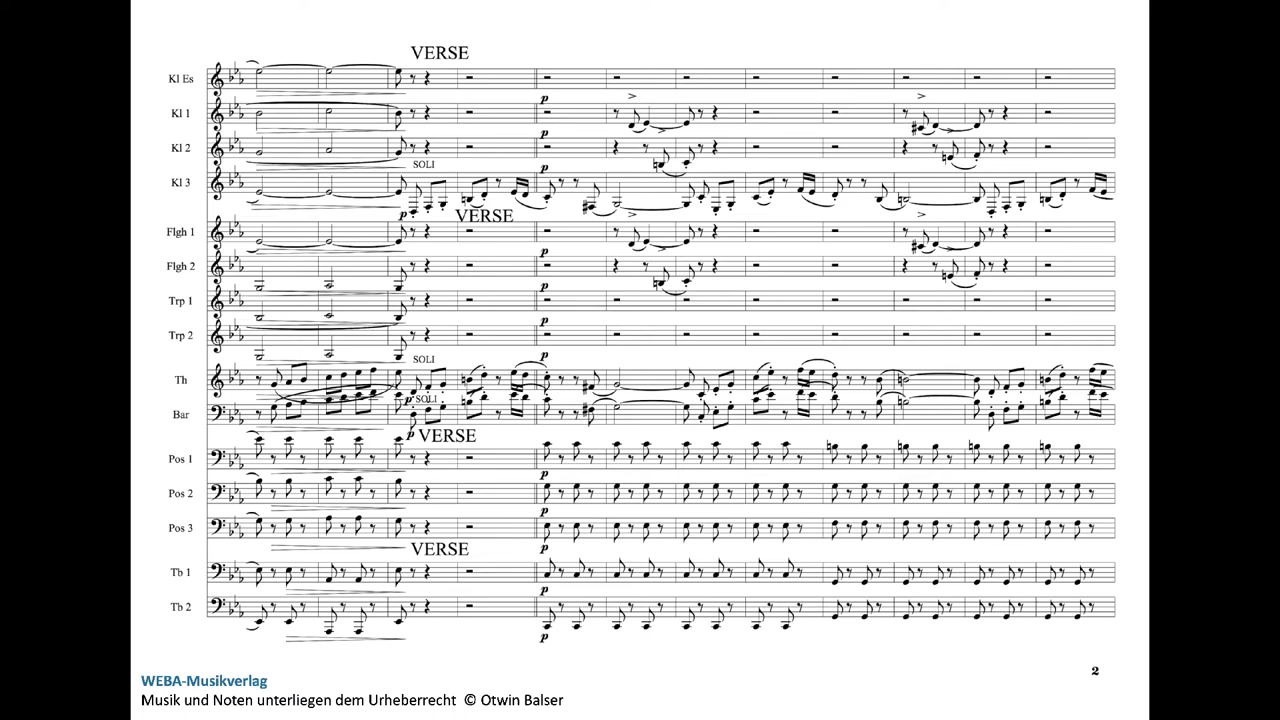 VERSE
Kl Es
p
Kl 1
p
Kl 2
SOLI
p
Kl 3
p
VERSE
Flgh 1
p
Flgh 2
p
Trp 1
p
Trp 2
SOLI
p
Th
p SOLI
Bar
p VERSE
Pos 1
p
Pos 2
p
Pos 3
VERSE
p
Tb 1
p
Tb 2
p
2
WEBA-Musikverlag
Musik und Noten unterliegen dem Urheberrecht © Otwin Balser